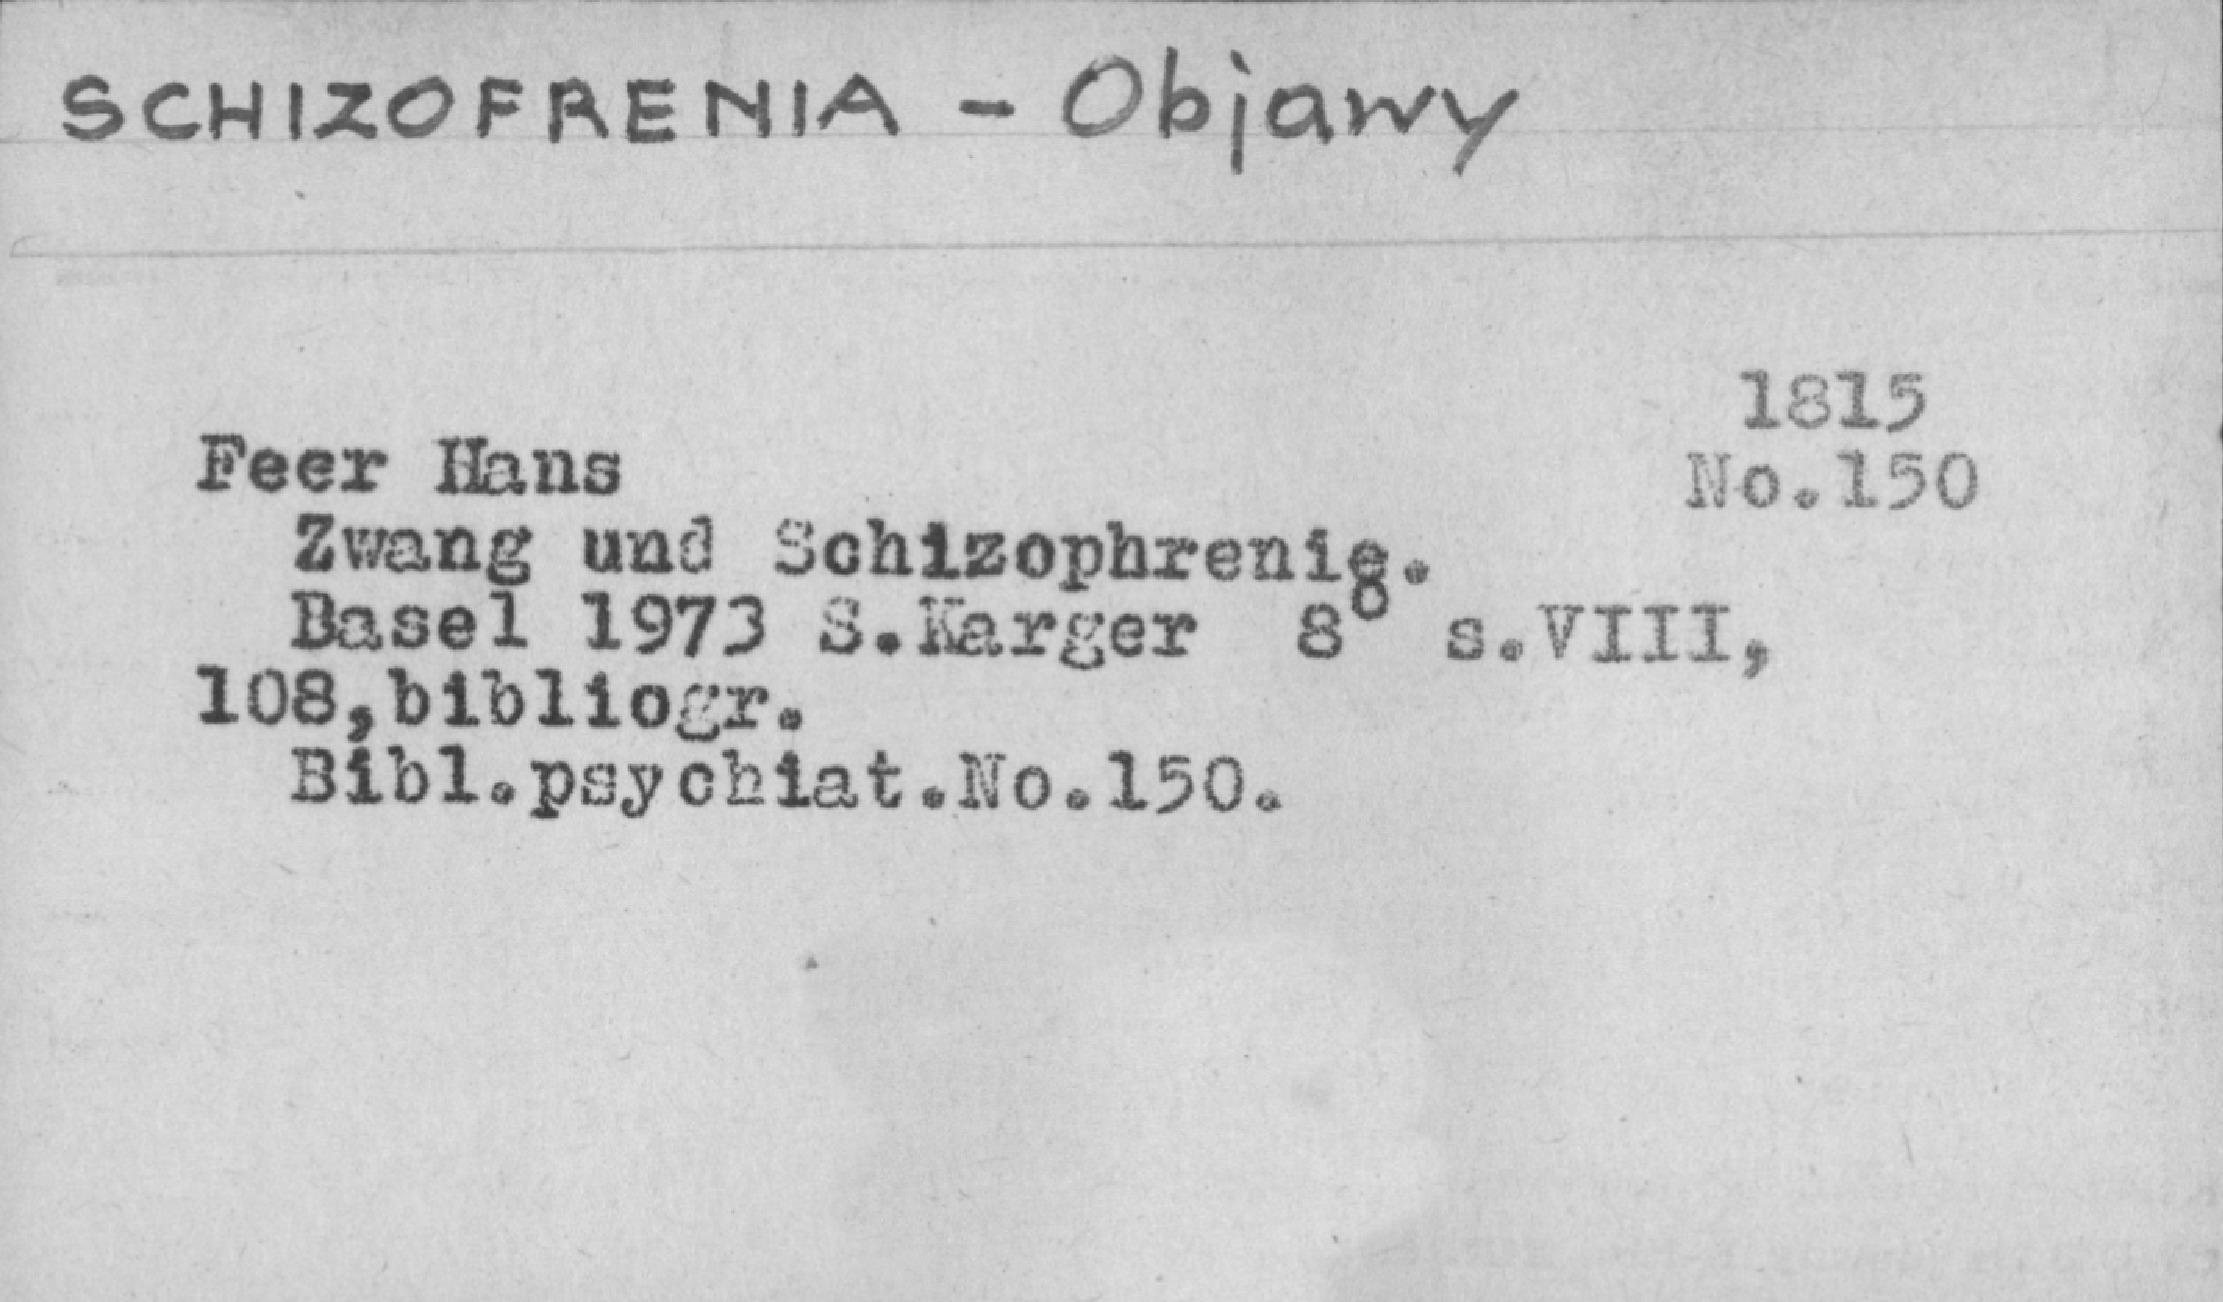 SCHIZOFRENIA - Objawy
1815
No.150
Feer Hans
Zwang und Schizophrenie.
Basel 1973 S.Karger 8° s.VIII,
108,bibliogr.
Bibl.psychiat.No.150.